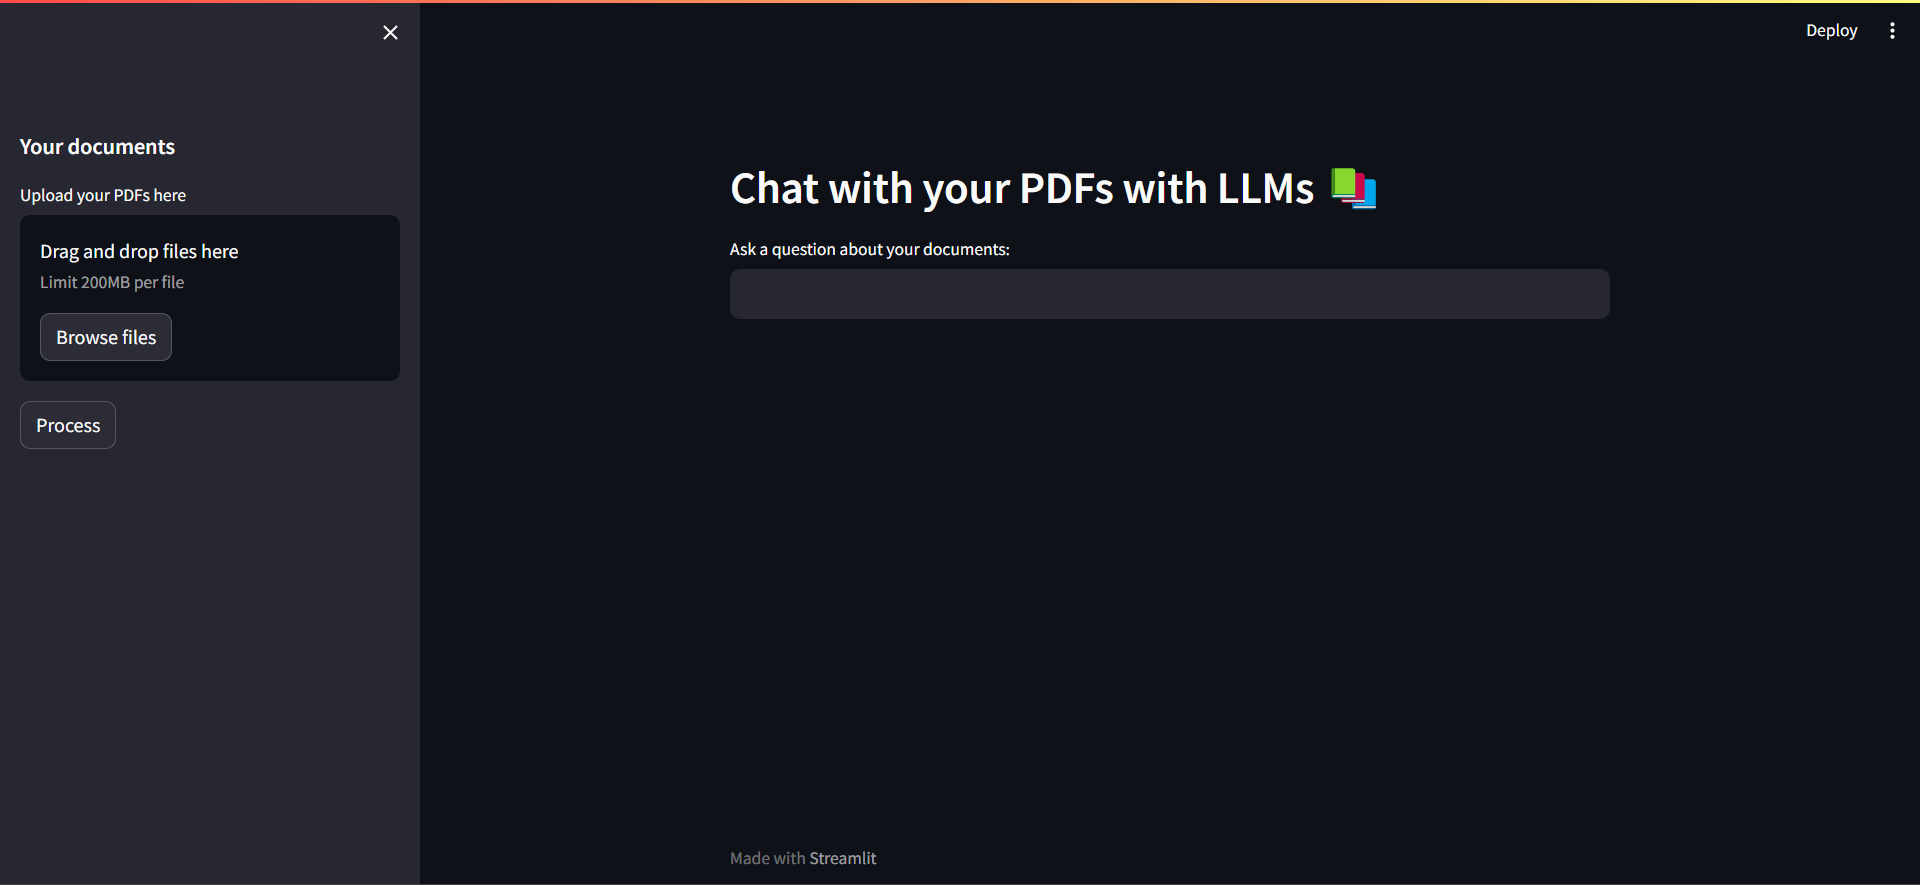 Deploy
Your documents
Upload your PDFs here
Drag and drop files here
Limit 200MB per file
Browse files
Process
Chat with your PDFs with LLMs 📚
Ask a question about your documents:
Made with Streamlit